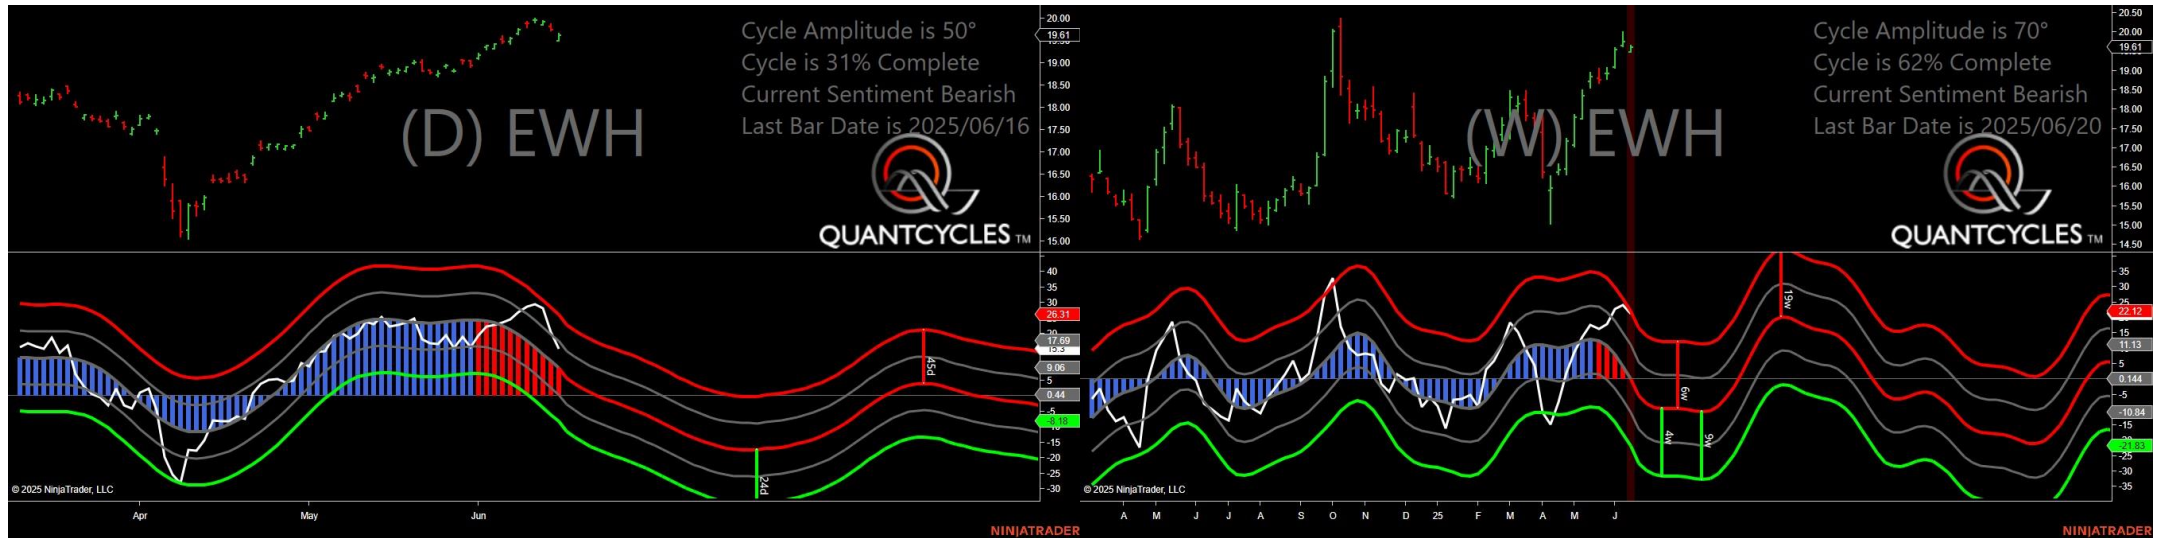 Cycle Amplitude is 50°
Cycle is 31% Complete
Current Sentiment Bearish
Last Bar Date is 2025/06/16
(D) EWH
QUANTCYCLES TM
20.00
19.61
19.00
18.50
18.00
17.50
17.00
16.50
16.00
15.50
15.00
40
35
30
26.31
20
17.69
15.3
9.06
5
0.44
-5
-8.18
-15
-20
-25
-30
45d
24d
© 2025 NinjaTrader, LLC
Apr
May
Jun
NINJATRADER
Cycle Amplitude is 70°
Cycle is 62% Complete
Current Sentiment Bearish
Last Bar Date is 2025/06/20
(W) EWH
QUANTCYCLES TM
20.50
20.00
19.61
19.00
18.50
18.00
17.50
17.00
16.50
16.00
15.50
15.00
14.50
35
30
25
22.12
15
11.13
5
0.144
-5
-10.84
-15
-21.83
-25
-30
-35
19w
6w
4w
9w
© 2025 NinjaTrader, LLC
A M J J A S O N D 25 F M A M J
NINJATRADER